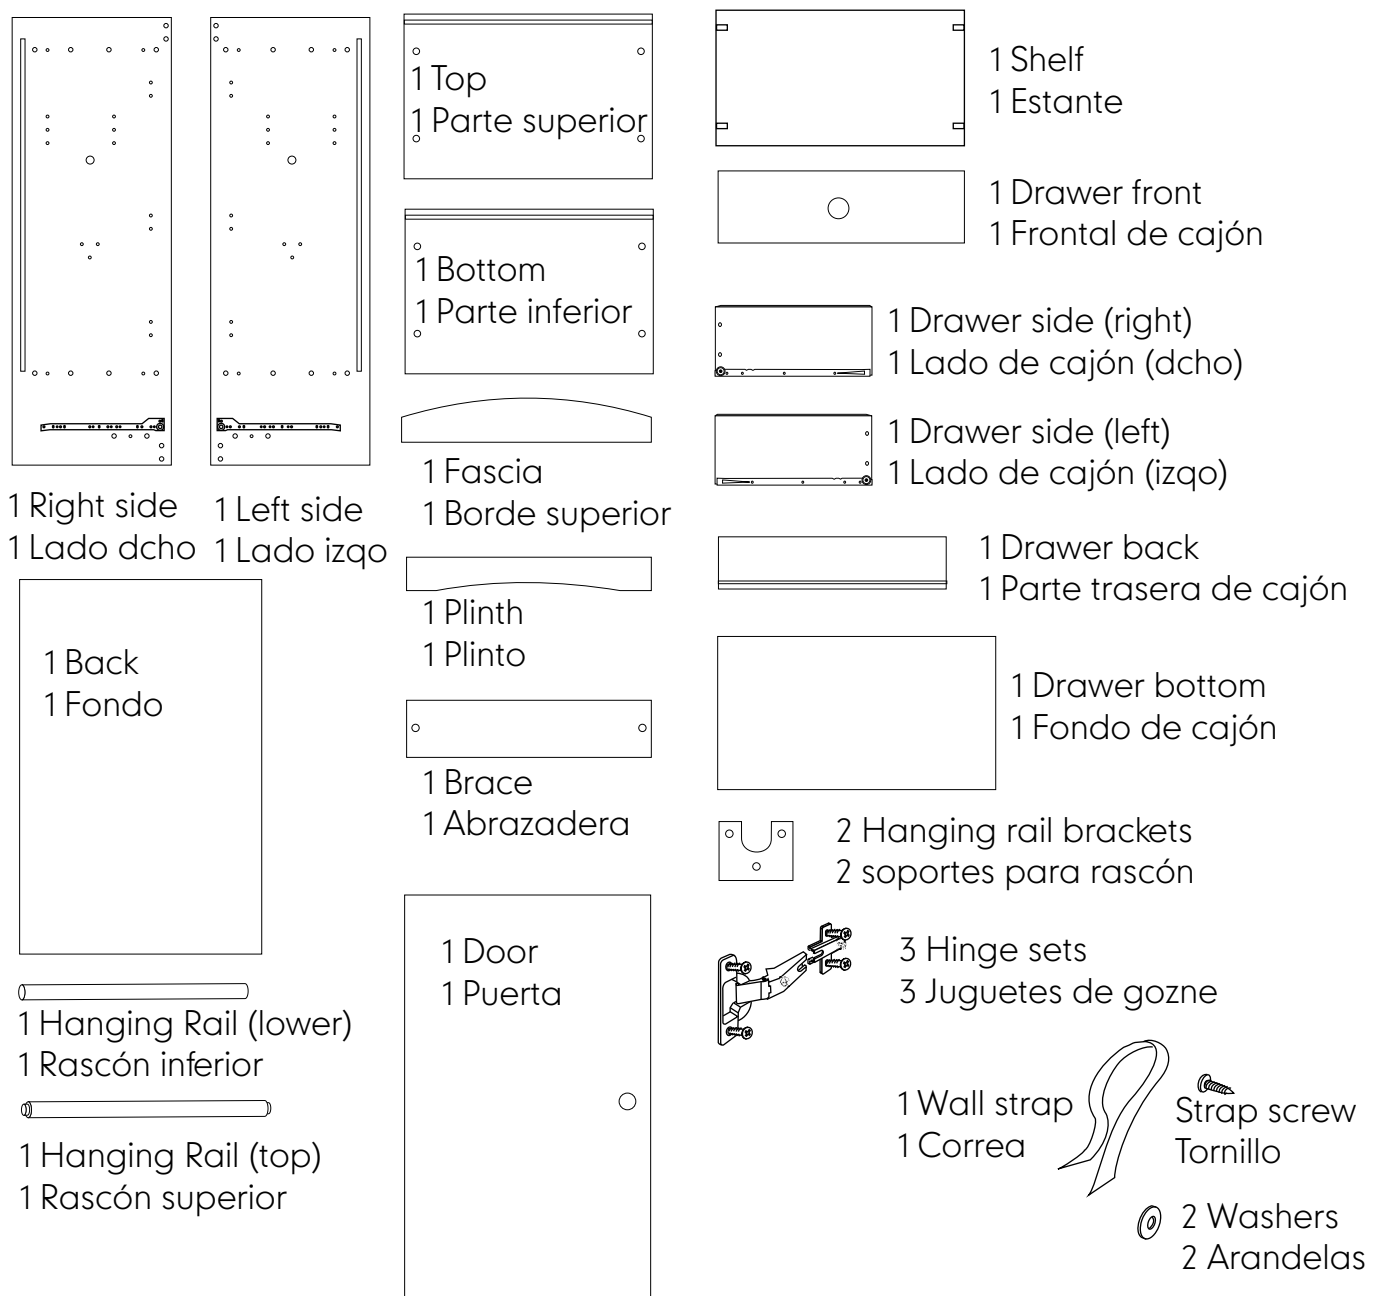 1 Right side
1 Lado dcho
1 Left side
1 Lado izqo
1 Back
1 Fondo
1 Hanging Rail (lower)
1 Rascón inferior
1 Hanging Rail (top)
1 Rascón superior
1 Top
1 Parte superior
1 Bottom
1 Parte inferior
1 Fascia
1 Borde superior
1 Plinth
1 Plinto
1 Brace
1 Abrazadera
1 Door
1 Puerta
1 Shelf
1 Estante
1 Drawer front
1 Frontal de cajón
1 Drawer side (right)
1 Lado de cajón (dcho)
1 Drawer side (left)
1 Lado de cajón (izqo)
1 Drawer back
1 Parte trasera de cajón
1 Drawer bottom
1 Fondo de cajón
2 Hanging rail brackets
2 soportes para rascón
3 Hinge sets
3 Juguetes de gozne
1 Wall strap
1 Correa
Strap screw
Tornillo
2 Washers
2 Arandelas